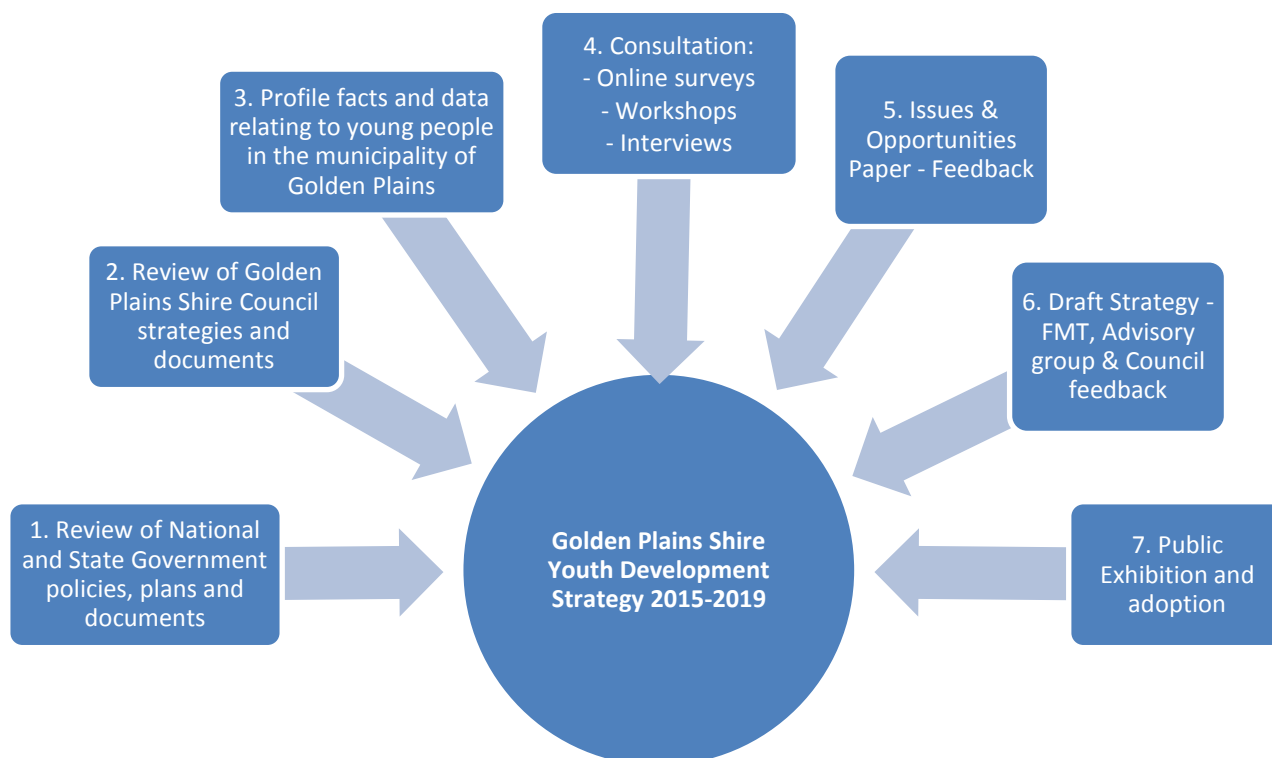 1. Review of National
and State Government
policies, plans and
documents
2. Review of Golden
Plains Shire Council
strategies and
documents
3. Profile facts and data
relating to young people
in the municipality of
Golden Plains
4. Consultation:
- Online surveys
- Workshops
- Interviews
5. Issues &
Opportunities
Paper - Feedback
6. Draft Strategy -
FMT, Advisory
group & Council
feedback
7. Public
Exhibition and
adoption
Golden Plains Shire
Youth Development
Strategy 2015-2019